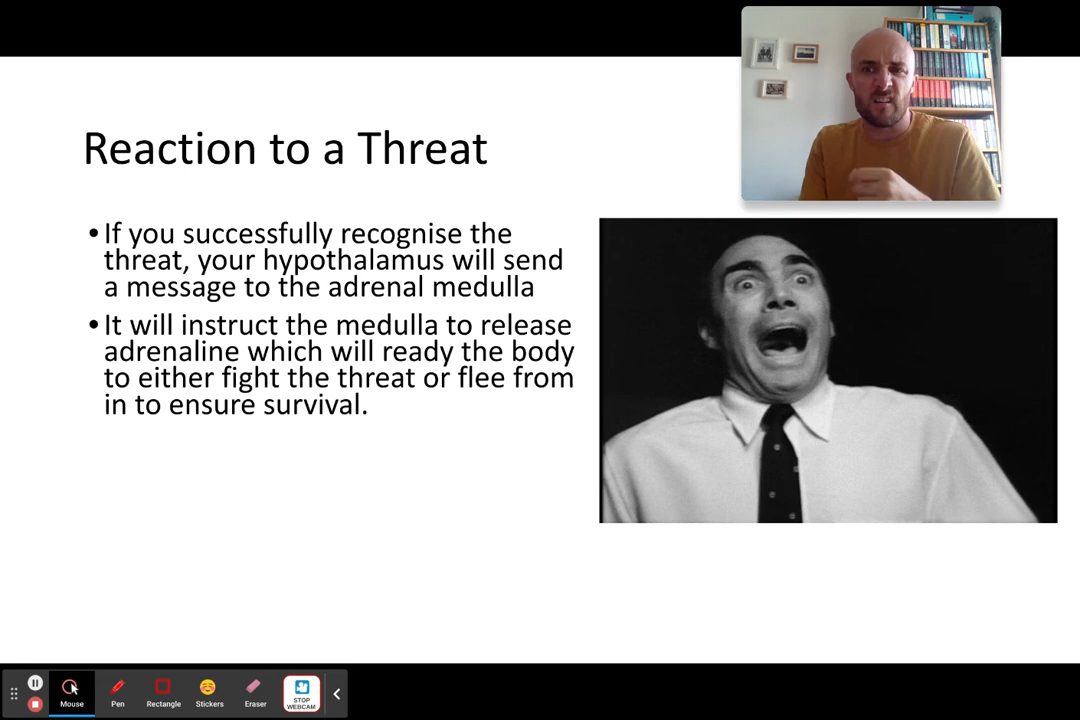 Reaction to a Threat
•If you successfully recognise the
threat, your hypothalamus will send
a message to the adrenal medulla
•It will instruct the medulla to release
adrenaline which will ready the body
to either fight the threat or flee from
in to ensure survival.
Mouse
Pen
Rectangle
Stickers
Eraser
STOP
WEBCAM